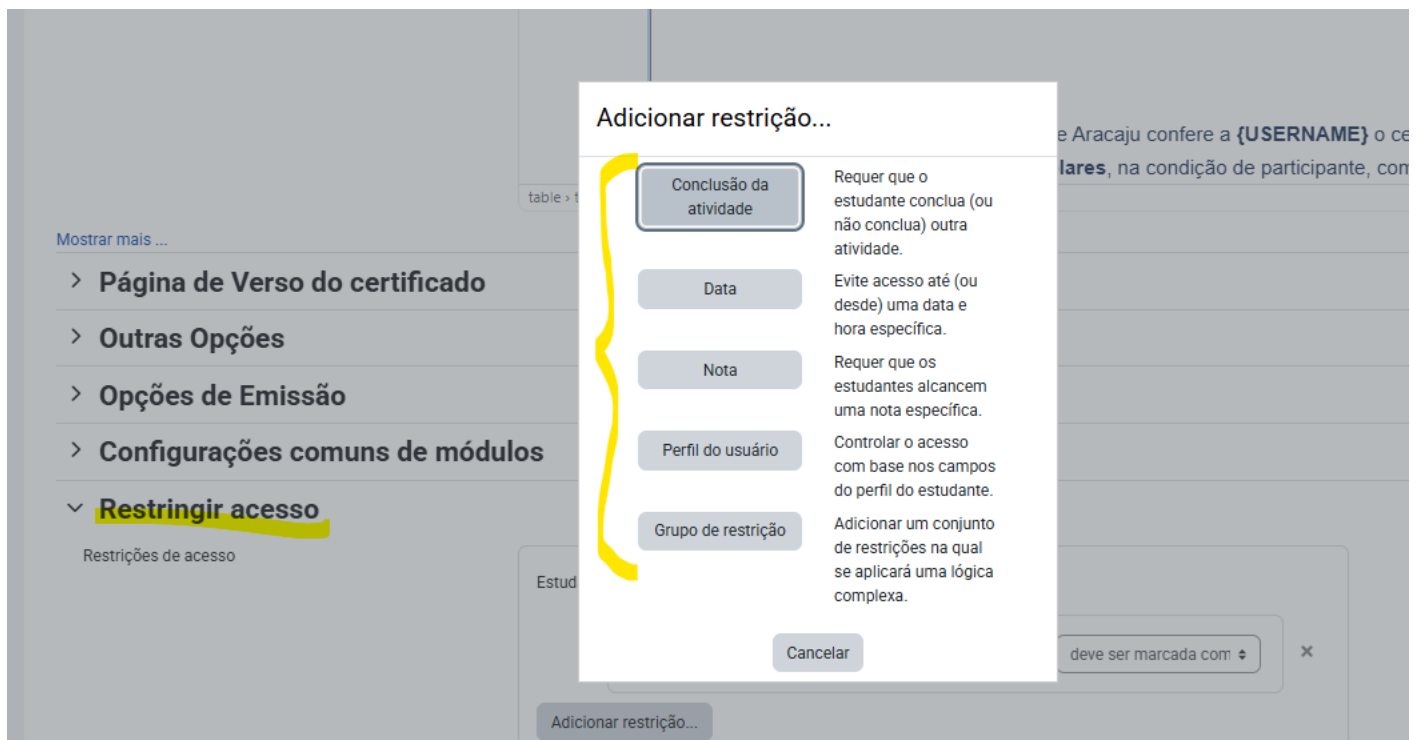 Adicionar restrição...
e Aracaju confere a {USERNAME} o ce
lares, na condição de participante, com
table › t
Conclusão da
atividade
Requer que o
estudante conclua (ou
não conclua) outra
atividade.
Mostrar mais ...
Página de Verso do certificado
Data
Evite acesso até (ou
desde) uma data e
hora específica.
Outras Opções
Nota
Requer que os
estudantes alcancem
uma nota específica.
Opções de Emissão
Perfil do usuário
Controlar o acesso
com base nos campos
do perfil do estudante.
Configurações comuns de módulos
Grupo de restrição
Adicionar um conjunto
de restrições na qual
se aplicará uma lógica
complexa.
Restringir acesso
Restrições de acesso
Estud
Cancelar
deve ser marcada com
Adicionar restrição...